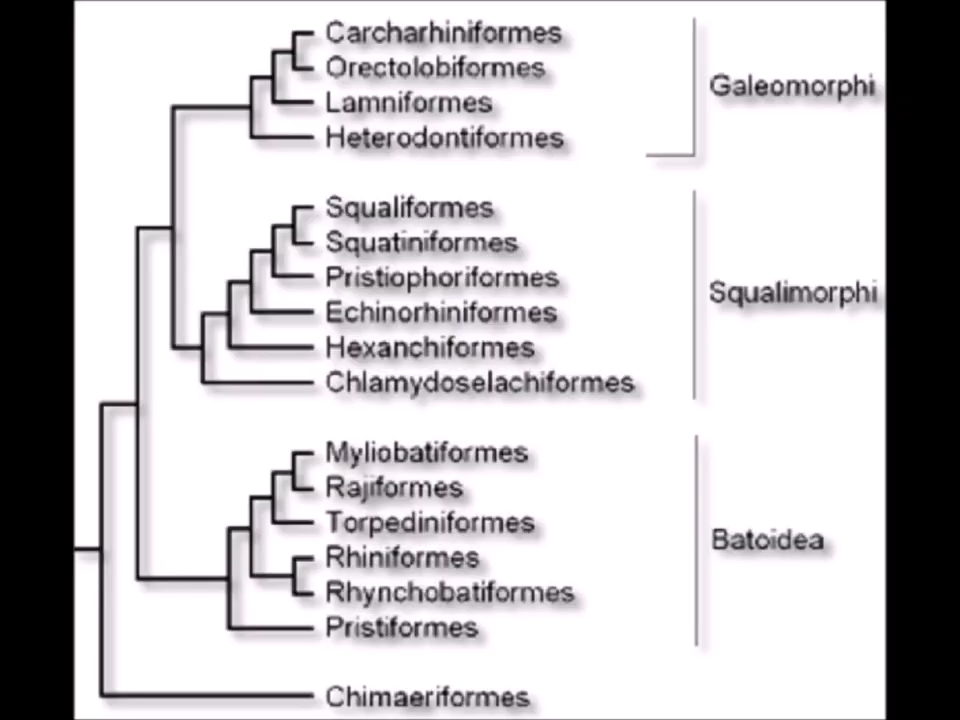 Carcharhiniformes
Orectolobiformes
Lamniformes
Heterodontiformes
Galeomorphi
Squaliformes
Squatiniformes
Pristiophoriformes
Echinorhiniformes
Hexanchiformes
Chlamydoselachiformes
Squalimorphi
Myliobatiformes
Rajiformes
Torpediniformes
Rhiniformes
Rhynchobatiformes
Pristiformes
Batoidea
Chimaeriformes